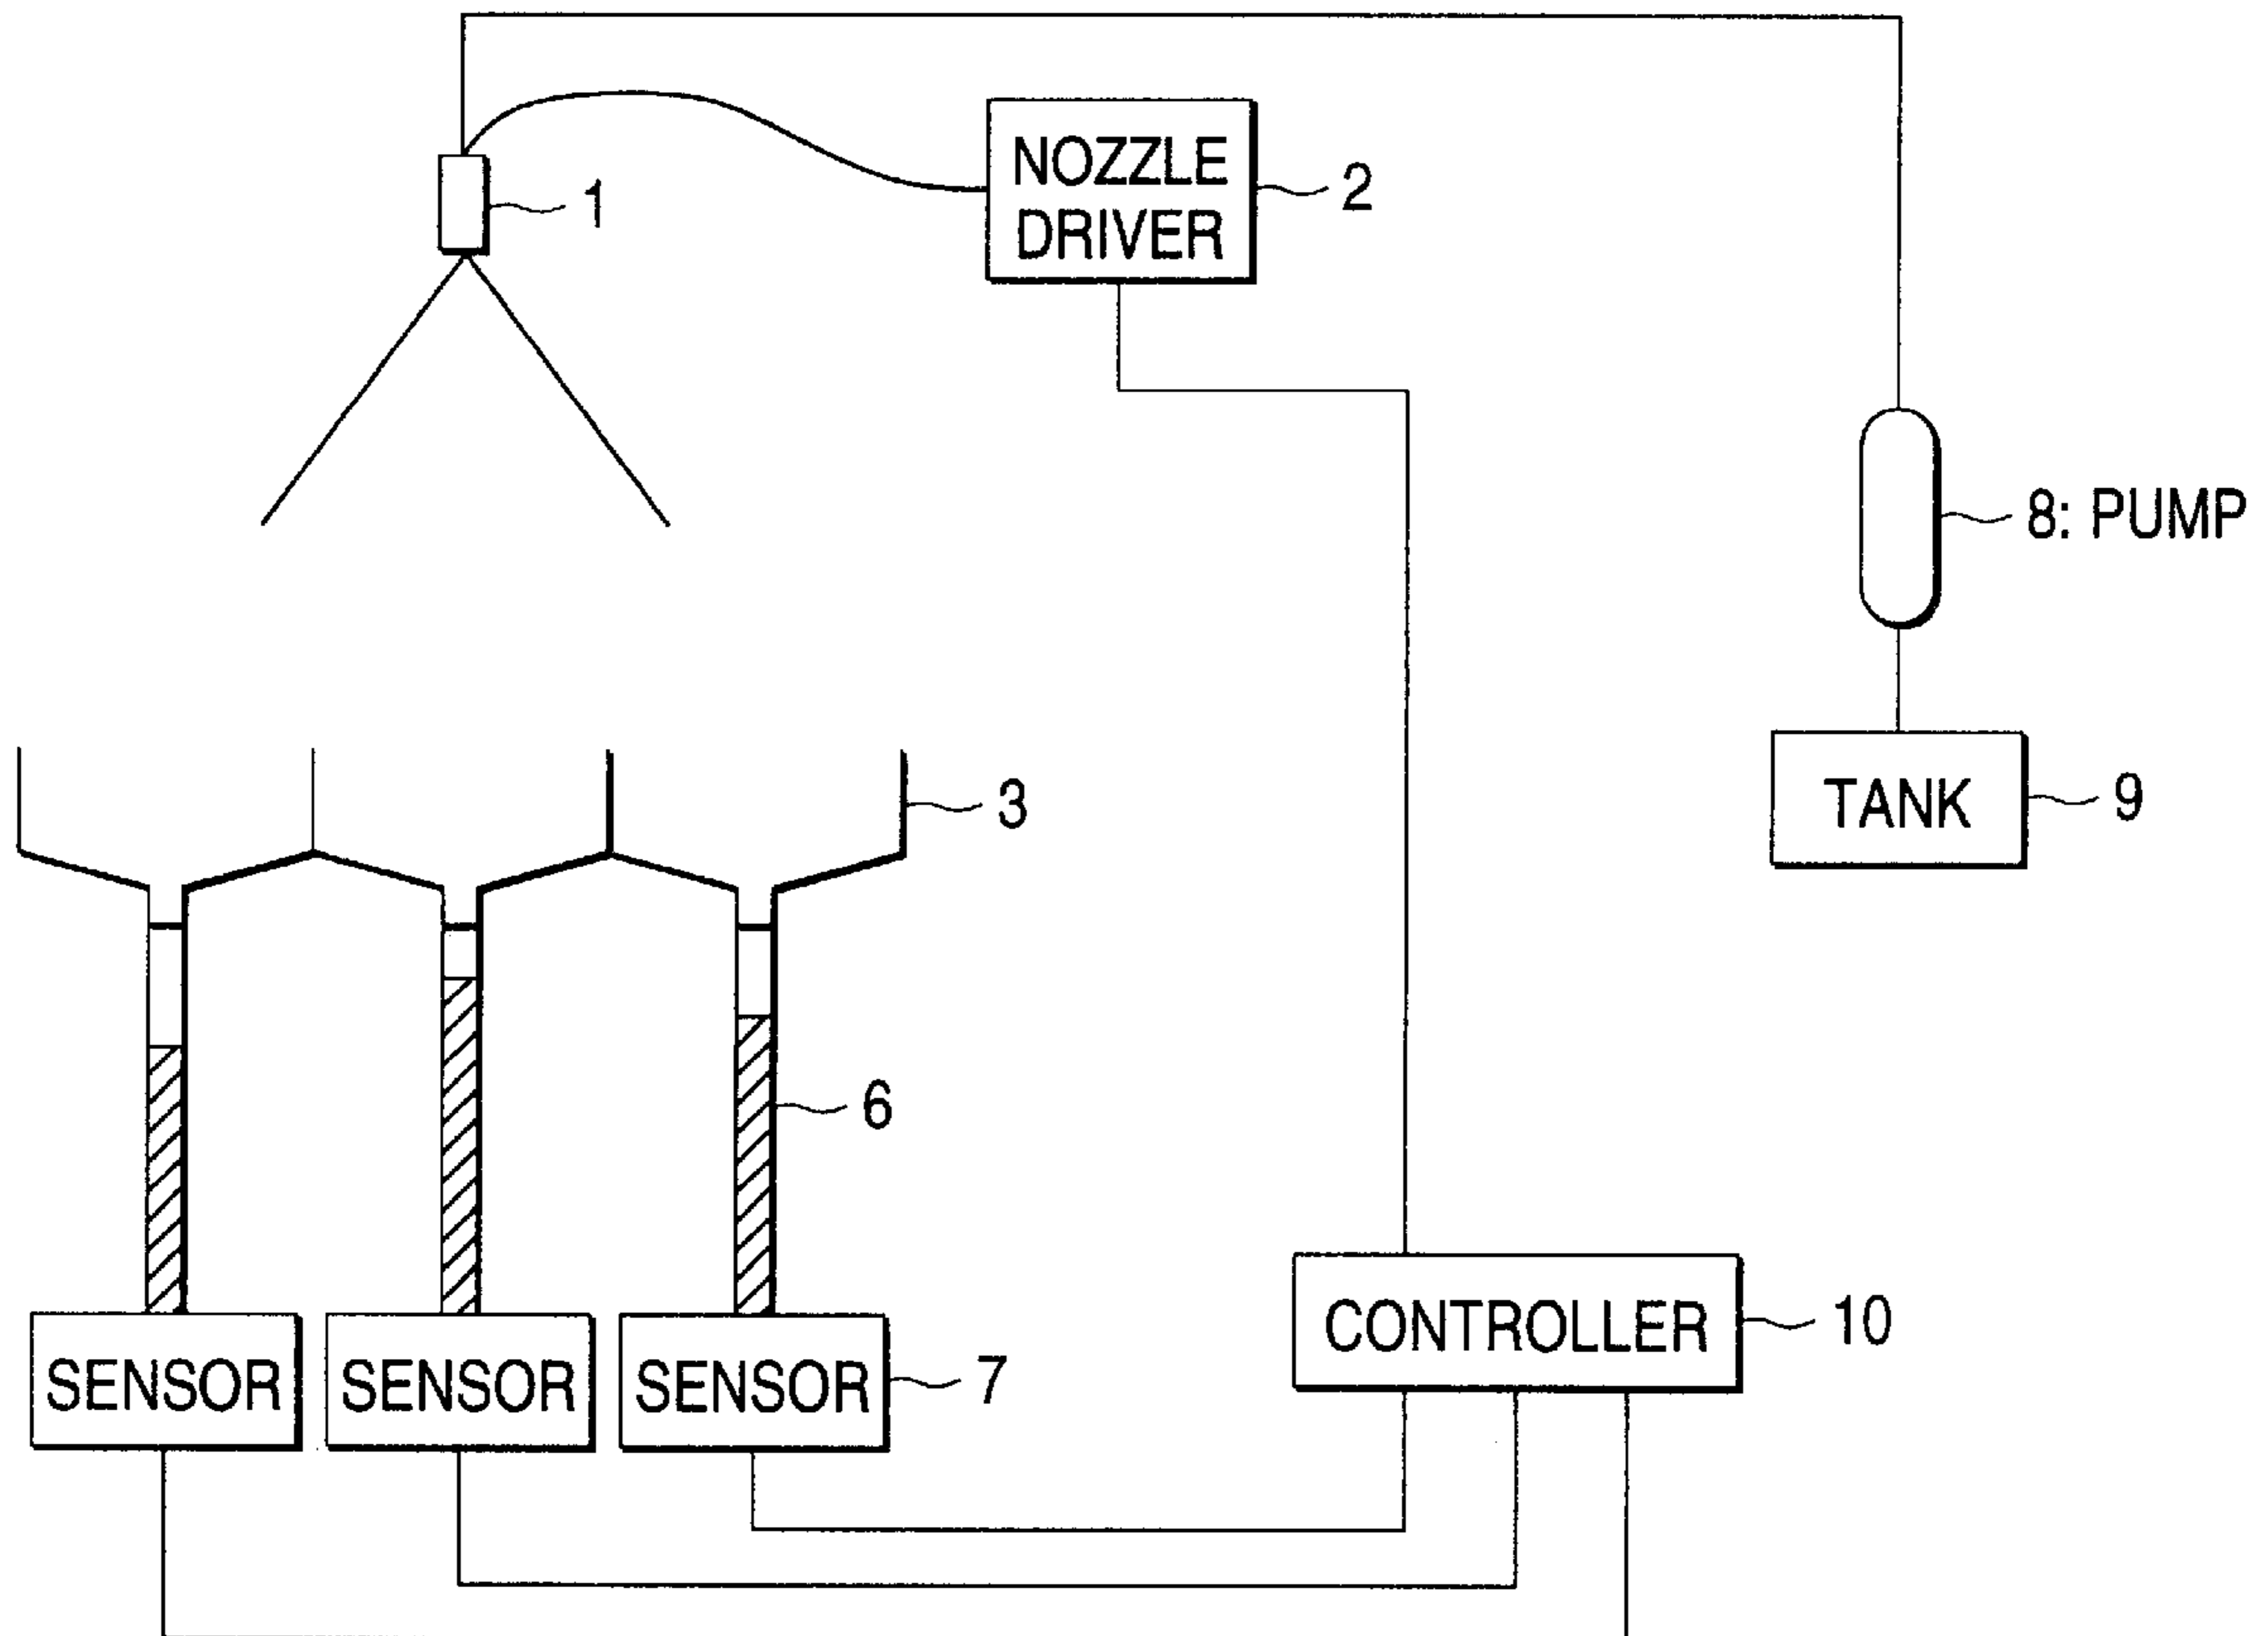 NOZZLE
DRIVER
2
1
8: PUMP
TANK
9
3
6
CONTROLLER
10
SENSOR
SENSOR
SENSOR
7